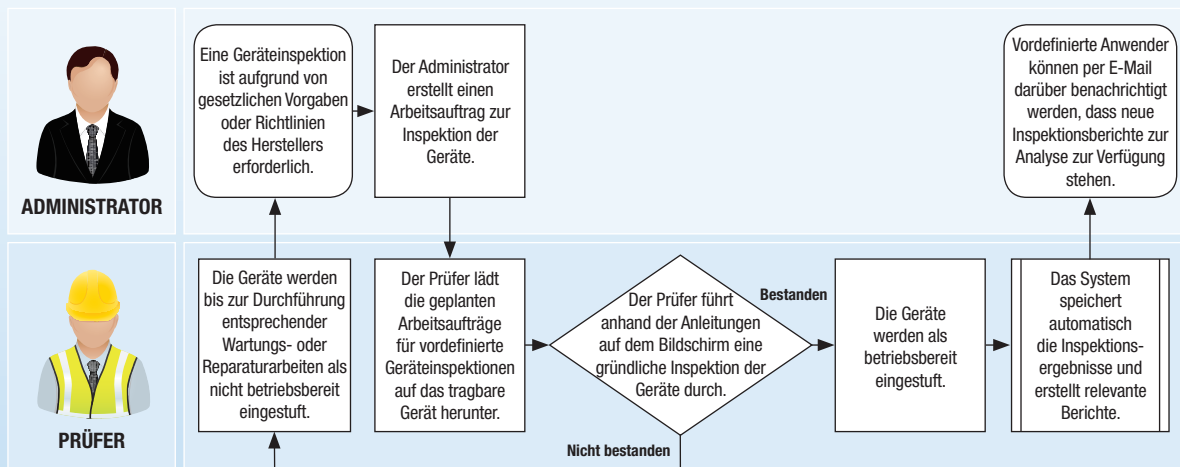 Eine Geräteinspektion
ist aufgrund von
gesetzlichen Vorgaben
oder Richtlinien
des Herstellers
erforderlich.
Der Administrator
erstellt einen
Arbeitsauftrag zur
Inspektion der
Geräte.
Vordefinierte Anwender
können per E-Mail
darüber benachrichtigt
werden, dass neue
Inspektionsberichte zur
Analyse zur Verfügung
stehen.
ADMINISTRATOR
Die Geräte werden
bis zur Durchführung
entsprechender
Wartungs- oder
Reparaturarbeiten als
nicht betriebsbereit
eingestuft.
Der Prüfer lädt
die geplanten
Arbeitsaufträge
für vordefinierte
Geräteinspektionen
auf das tragbare
Gerät herunter.
Der Prüfer führt
anhand der Anleitungen
auf dem Bildschirm eine
gründliche Inspektion der
Geräte durch.
Bestanden
Die Geräte
werden als
betriebsbereit
eingestuft.
Das System
speichert
automatisch
die Inspektions-
ergebnisse und
erstellt relevante
Berichte.
PRÜFER
Nicht bestanden